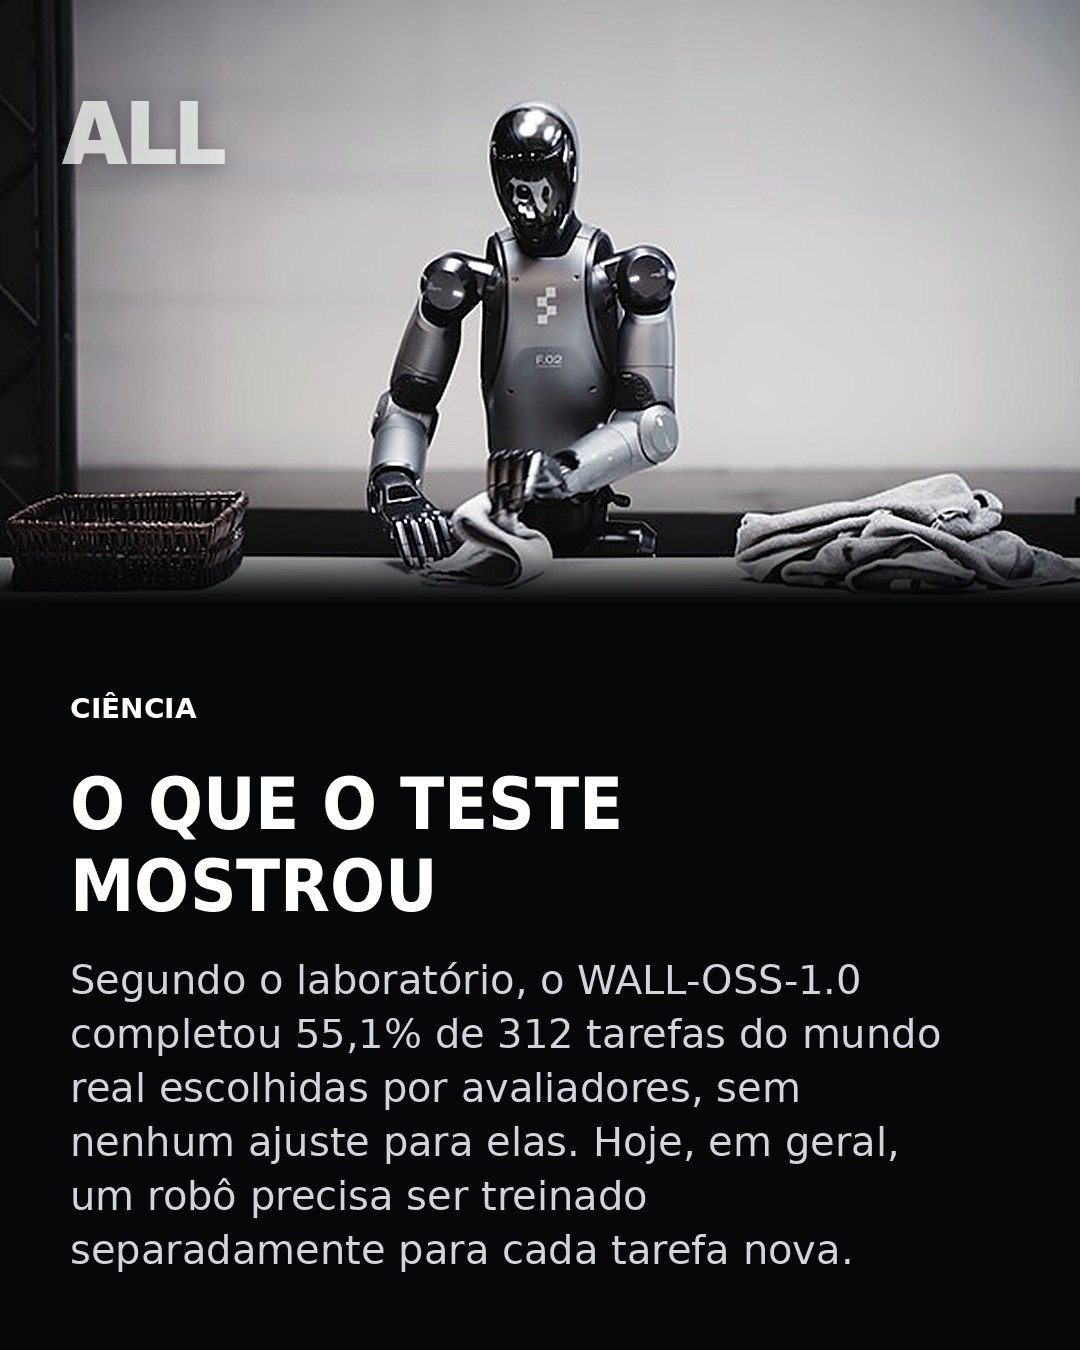 ALL
F.02
CIÊNCIA
O QUE O TESTE
MOSTROU
Segundo o laboratório, o WALL-OSS-1.0
completou 55,1% de 312 tarefas do mundo
real escolhidas por avaliadores, sem
nenhum ajuste para elas. Hoje, em geral,
um robô precisa ser treinado
separadamente para cada tarefa nova.